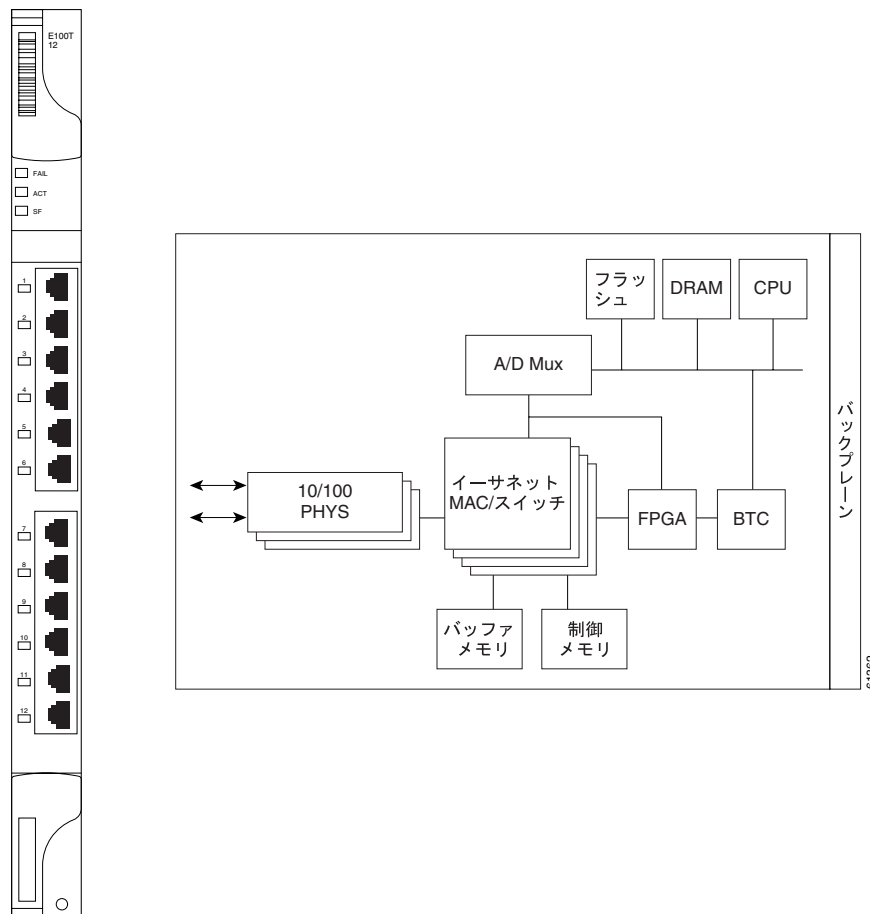 E100T
12
FAIL
ACT
SF
1
2
3
4
5
6
7
8
9
10
11
12
フラッ
シュ
DRAM
CPU
A/D Mux
イーサネット
MAC/スイッチ
10/100
PHYS
FPGA
BTC
バッファ
メモリ
制御
メモリ
バックプレーン
61362